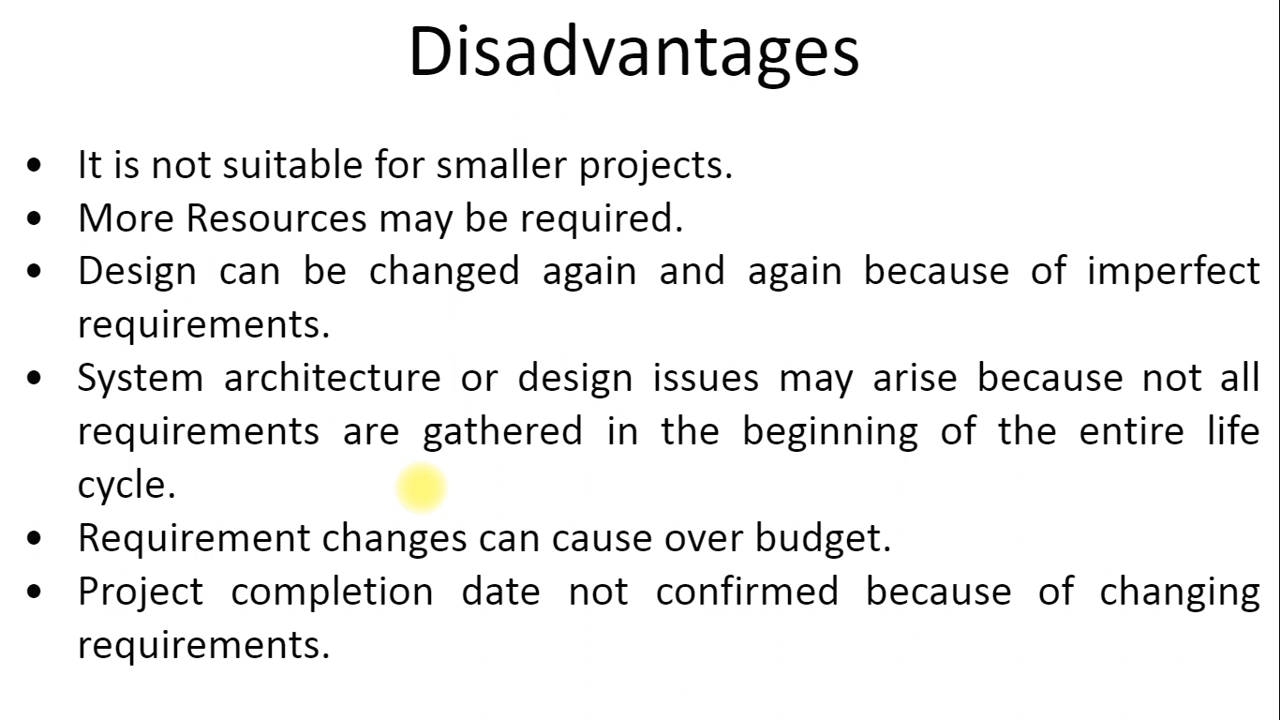 Disadvantages
• It is not suitable for smaller projects.
• More Resources may be required.
• Design can be changed again and again because of imperfect
requirements.
• System architecture or design issues may arise because not all
requirements are gathered in the beginning of the entire life
cycle.
• Requirement changes can cause over budget.
• Project completion date not confirmed because of changing
requirements.